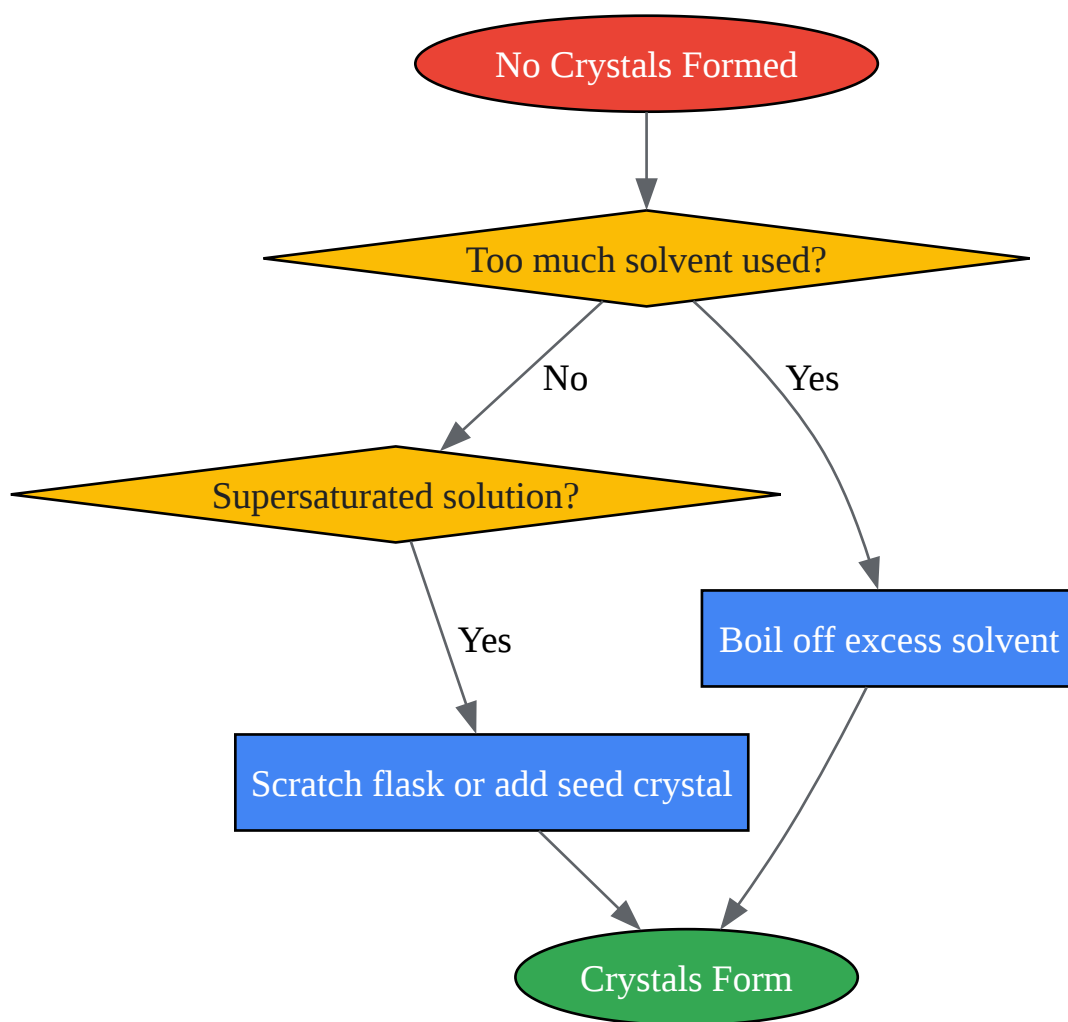 No Crystals Formed
Too much solvent used?
No
Yes
Supersaturated solution?
Yes
Boil off excess solvent
Scratch flask or add seed crystal
Crystals Form